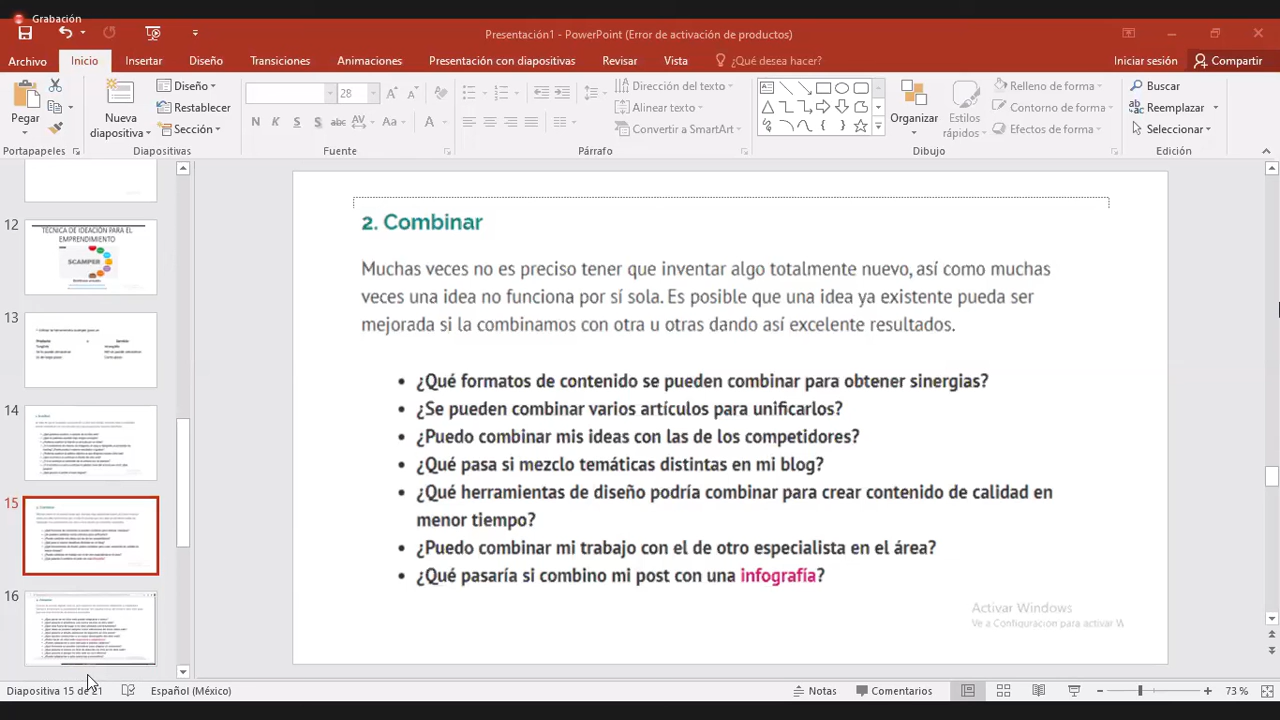 Grabación
Presentación1 - PowerPoint (Error de activación de productos)
Archivo Inicio Insertar Diseño Transiciones Animaciones Presentación con diapositivas Revisar Vista ¿Qué desea hacer? Iniciar sesión Compartir
Pegar
Portapapeles
Nueva diapositiva
Diseño
Restablecer
Sección
Diapositivas
28
N K S abc AV Aa A
Fuente
Dirección del texto
Alinear texto
Convertir a SmartArt
Párrafo
Organizar
Estilos rápidos
Relleno de forma
Contorno de forma
Efectos de forma
Dibujo
Buscar
Reemplazar
Seleccionar
Edición
12
TÉCNICA DE IDEACIÓN PARA EL
EMPRENDIMIENTO
SCAMPER
13
14
15
16
2. Combinar
Muchas veces no es preciso tener que inventar algo totalmente nuevo, así como muchas
veces una idea no funciona por sí sola. Es posible que una idea ya existente pueda ser
mejorada si la combinamos con otra u otras dando así excelente resultados.
• ¿Qué formatos de contenido se pueden combinar para obtener sinergias?
• ¿Se pueden combinar varios artículos para unificarlos?
• ¿Puedo combinar mis ideas con las de los competidores?
• ¿Qué pasa si mezclo temáticas distintas en mi blog?
• ¿Qué herramientas de diseño podría combinar para crear contenido de calidad en
menor tiempo?
• ¿Puedo combinar mi trabajo con el de otro especialista en el área?
• ¿Qué pasaría si combino mi post con una infografía?
Activar Windows
Configuración para activar W
Diapositiva 15 de 21 Español (México) Notas Comentarios 73 %